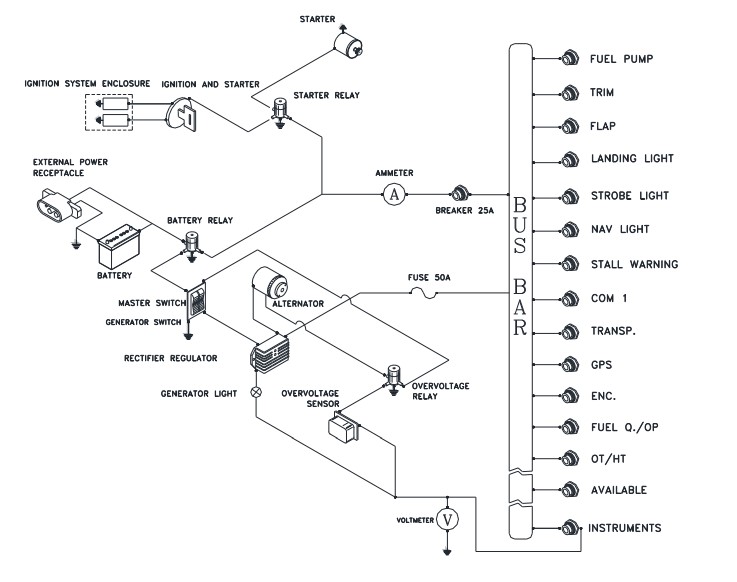 STARTER
IGNITION SYSTEM ENCLOSURE
IGNITION AND STARTER
STARTER RELAY
EXTERNAL POWER
RECEPTACLE
AMMETER
A
BREAKER 25A
BATTERY RELAY
BATTERY
MASTER SWITCH
GENERATOR SWITCH
ALTERNATOR
FUSE 50A
RECTIFIER REGULATOR
GENERATOR LIGHT
OVERVOLTAGE
SENSOR
OVERVOLTAGE
RELAY
VOLTMETER
V
BUS BAR
FUEL PUMP
TRIM
FLAP
LANDING LIGHT
STROBE LIGHT
NAV LIGHT
STALL WARNING
COM 1
TRANSP.
GPS
ENC.
FUEL Q./OP
OT/HT
AVAILABLE
INSTRUMENTS